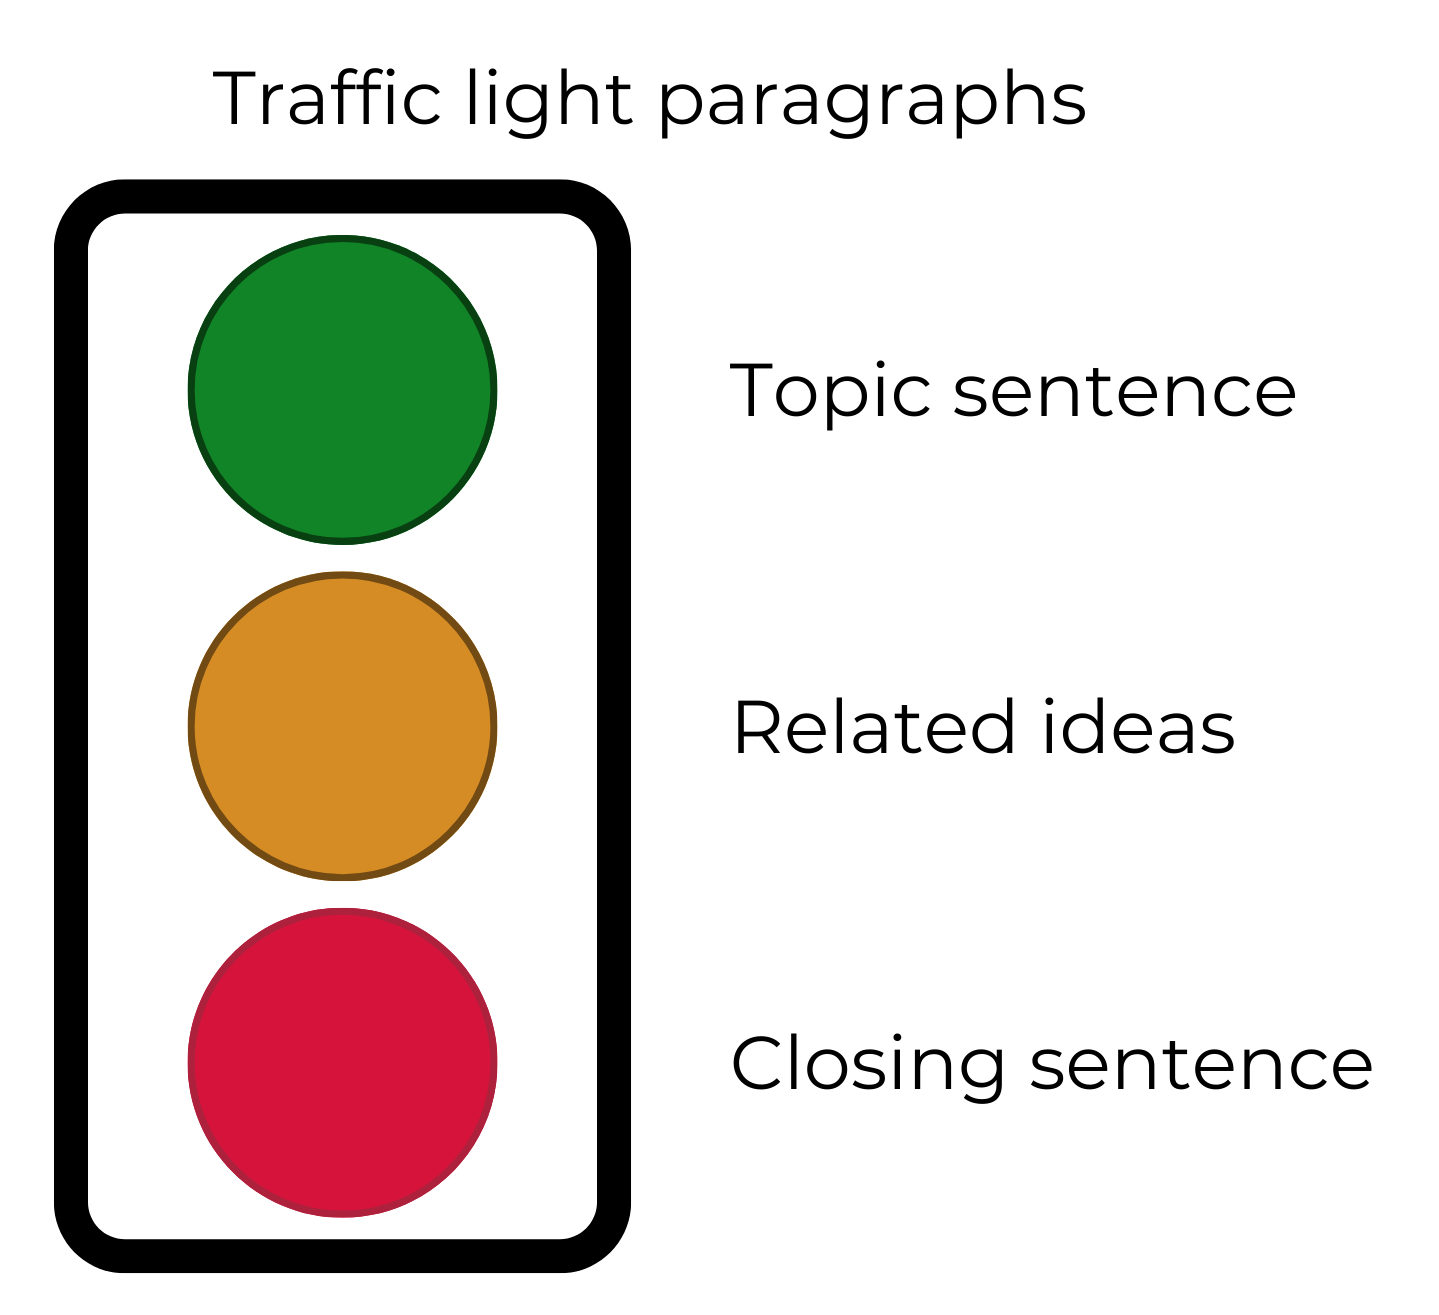 Traffic light paragraphs
Topic sentence
Related ideas
Closing sentence